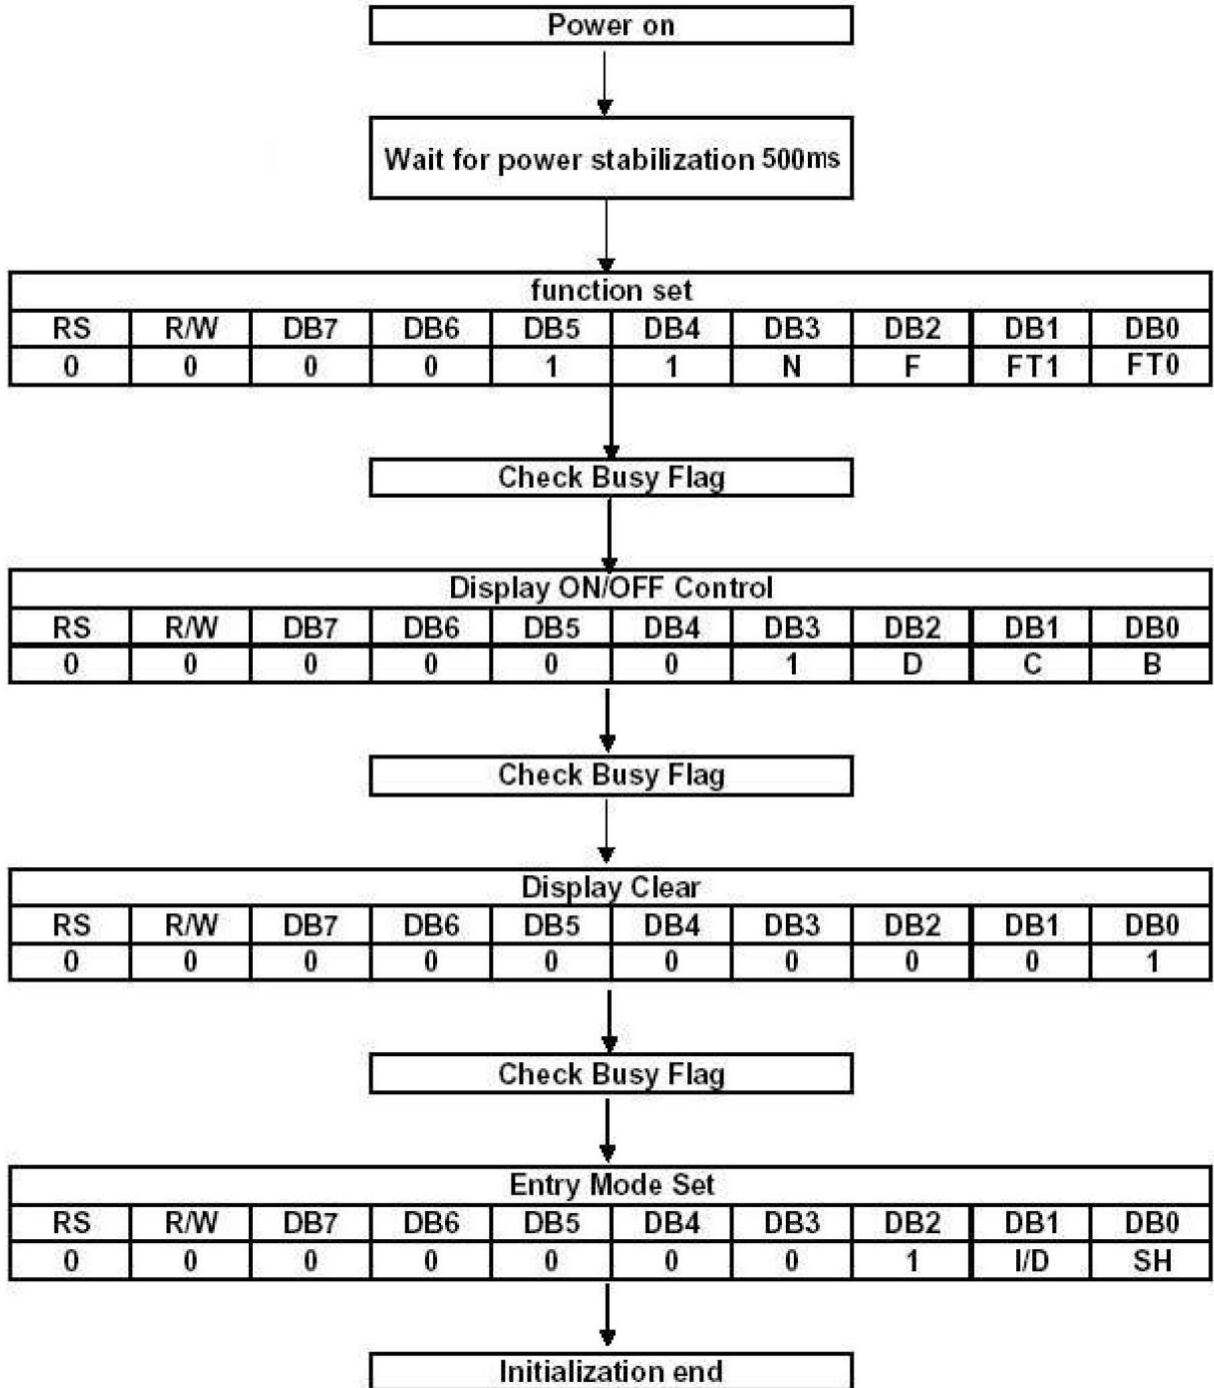 Power on
Wait for power stabilization 500ms
function set
RS R/W DB7 DB6 DB5 DB4 DB3 DB2 DB1 DB0
0 0 0 0 1 1 N F FT1 FT0
Check Busy Flag
Display ON/OFF Control
RS R/W DB7 DB6 DB5 DB4 DB3 DB2 DB1 DB0
0 0 0 0 0 0 1 D C B
Check Busy Flag
Display Clear
RS R/W DB7 DB6 DB5 DB4 DB3 DB2 DB1 DB0
0 0 0 0 0 0 0 0 0 1
Check Busy Flag
Entry Mode Set
RS R/W DB7 DB6 DB5 DB4 DB3 DB2 DB1 DB0
0 0 0 0 0 0 0 1 I/D SH
Initialization end